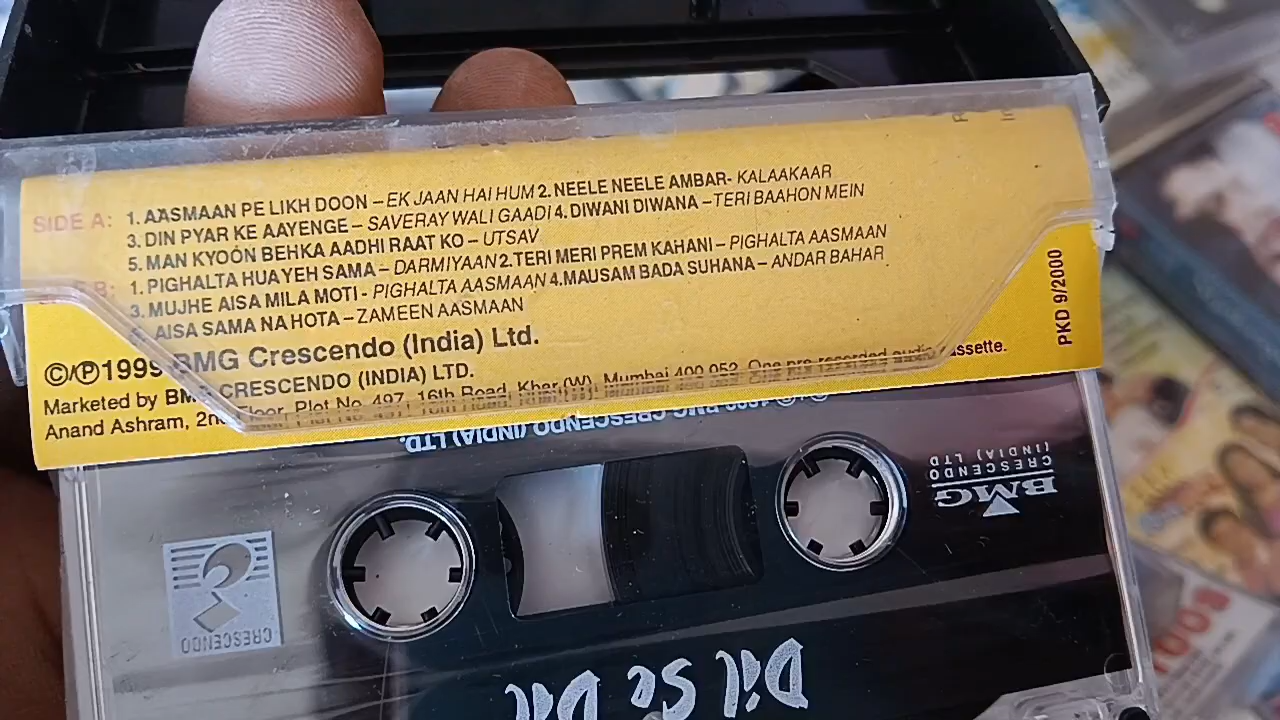 SIDE A: 1. AASMAAN PE LIKH DOON – EK JAAN HAI HUM 2. NEELE NEELE AMBAR- KALAAKAAR
3. DIN PYAR KE AAYENGE – SAVERAY WALI GAADI 4. DIWANI DIWANA – TERI BAAHON MEIN
5. MAN KYOON BEHKA AADHI RAAT KO – UTSAV
B: 1. PIGHALTA HUA YEH SAMA – DARMIYAAN 2. TERI MERI PREM KAHANI – PIGHALTA AASMAAN
3. MUJHE AISA MILA MOTI - PIGHALTA AASMAAN 4. MAUSAM BADA SUHANA – ANDAR BAHAR
AISA SAMA NA HOTA – ZAMEEN AASMAAN
©/℗ 1999 BMG Crescendo (India) Ltd.
Marketed by BMG CRESCENDO (INDIA) LTD.
Anand Ashram, 2nd Floor, Plot No. 497, 16th Road, Khar (W), Mumbai 400 052. One pre-recorded audio cassette.
PKD 9/2000
℗ © 1999 BMG CRESCENDO (INDIA) LTD.
BMG
CRESCENDO
(INDIA) LTD
CRESCENDO
Dil Se Dil